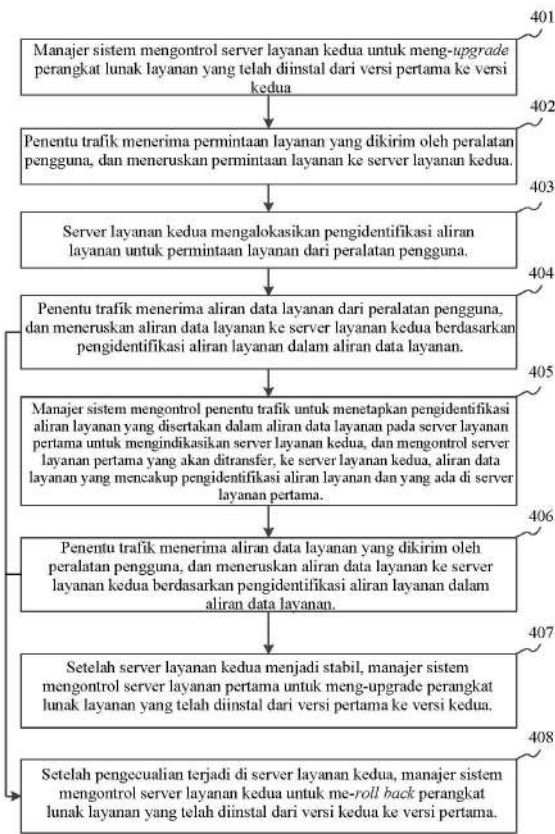 401
Manajer sistem mengontrol server layanan kedua untuk meng-upgrade
perangkat lunak layanan yang telah diinstal dari versi pertama ke versi
kedua
402
Penentu trafik menerima permintaan layanan yang dikirim oleh peralatan
pengguna, dan meneruskan permintaan layanan ke server layanan kedua.
403
Server layanan kedua mengalokasikan pengidentifikasi aliran
layanan untuk permintaan layanan dari peralatan pengguna.
404
Penentu trafik menerima aliran data layanan dari peralatan pengguna,
dan meneruskan aliran data layanan ke server layanan kedua berdasarkan
pengidentifikasi aliran layanan dalam aliran data layanan.
405
Manajer sistem mengontrol penentu trafik untuk menetapkan pengidentifikasi
aliran layanan yang disertakan dalam aliran data layanan pada server layanan
pertama untuk mengindikasikan server layanan kedua, dan mengontrol server
layanan pertama yang akan ditransfer, ke server layanan kedua, aliran data
layanan yang mencakup pengidentifikasi aliran layanan dan yang ada di server
layanan pertama.
406
Penentu trafik menerima aliran data layanan yang dikirim oleh
peralatan pengguna, dan meneruskan aliran data layanan ke server
layanan kedua berdasarkan pengidentifikasi aliran layanan dalam
aliran data layanan.
407
Setelah server layanan kedua menjadi stabil, manajer sistem
mengontrol server layanan pertama untuk meng-upgrade perangkat
lunak layanan yang telah diinstal dari versi pertama ke versi kedua.
408
Setelah pengecualian terjadi di server layanan kedua, manajer sistem
mengontrol server layanan kedua untuk me-roll back perangkat
lunak layanan yang telah diinstal dari versi kedua ke versi pertama.